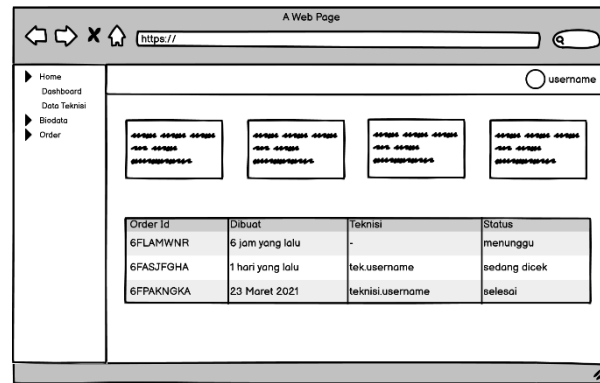 A Web Page
https://
Home
Dashboard
Data Teknisi
Biodata
Order
username
Order Id Dibuat Teknisi Status
6FLAMWNR 6 jam yang lalu - menunggu
6FASJFGHA 1 hari yang lalu tek.username sedang dicek
6FPAKNGKA 23 Maret 2021 teknisi.username selesai